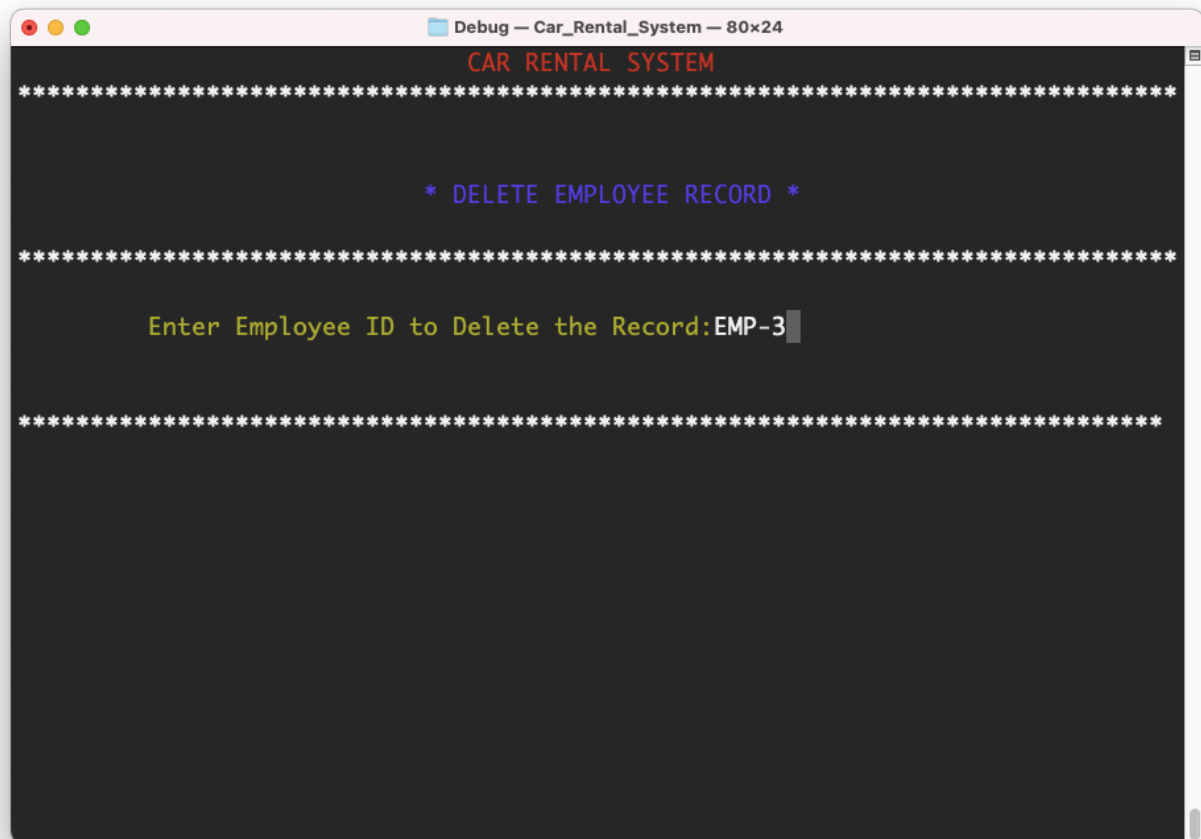 Debug — Car_Rental_System — 80×24
CAR RENTAL SYSTEM
********************************************************************************
* DELETE EMPLOYEE RECORD *
********************************************************************************
Enter Employee ID to Delete the Record:EMP-3
*******************************************************************************